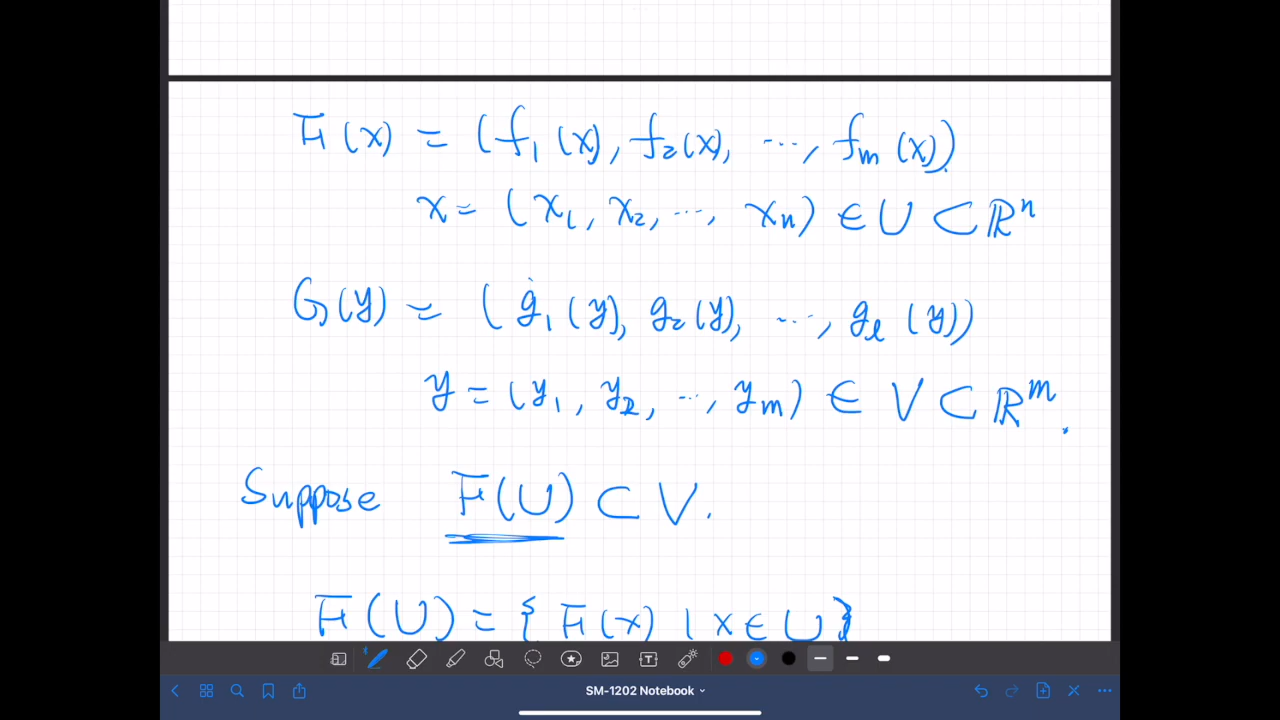 F(x) = (f₁(x), f₂(x), ..., fₘ(x))
x = (x₁, x₂, ..., xₙ) ∈ U ⊂ ℝⁿ
G(y) = (g₁(y), g₂(y), ..., gₗ(y))
y = (y₁, y₂, ..., yₘ) ∈ V ⊂ ℝᵐ.
Suppose F(U) ⊂ V.
F(U) = { F(x) | x ∈ U }
SM-1202 Notebook